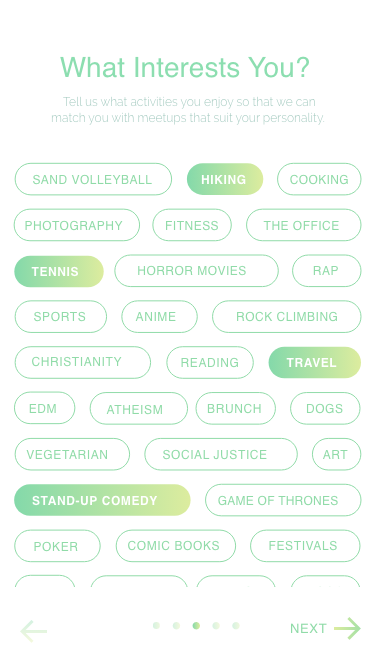 What Interests You?
Tell us what activities you enjoy so that we can
match you with meetups that suit your personality
SAND VOLLEYBALL HIKING COOKING
PHOTOGRAPHY FITNESS THE OFFICE
TENNIS HORROR MOVIES RAP
SPORTS ANIME ROCK CLIMBING
CHRISTIANITY READING TRAVEL
EDM ATHEISM BRUNCH DOGS
VEGETARIAN SOCIAL JUSTICE ART
STAND-UP COMEDY GAME OF THRONES
POKER COMIC BOOKS FESTIVALS
NEXT